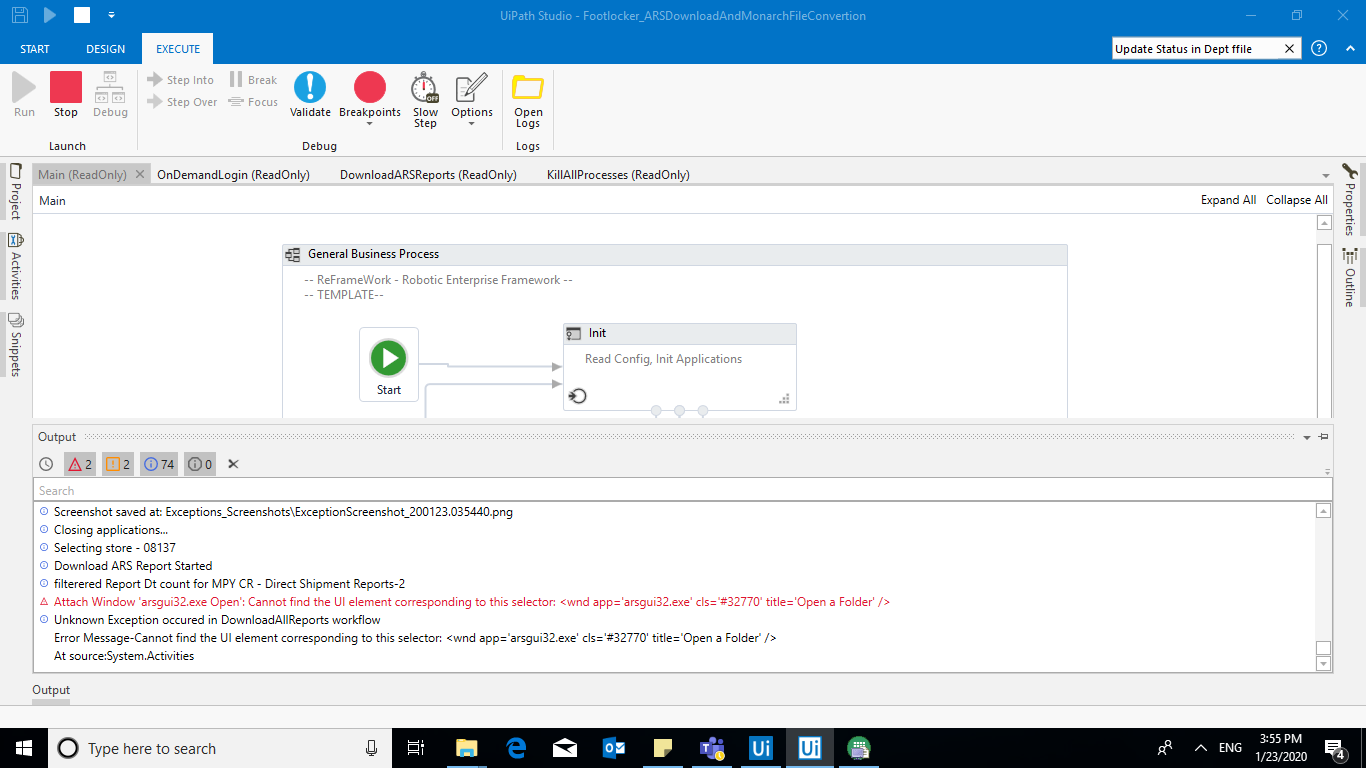 UiPath Studio - Footlocker_ARSDownloadAndMonarchFileConvertion
START DESIGN EXECUTE
Update Status in Dept ffile
Run Stop Debug
Step Into Break
Step Over Focus
Validate Breakpoints Slow Step Options Open Logs
OFF
Launch Debug Logs
Main (ReadOnly) OnDemandLogin (ReadOnly) DownloadARSReports (ReadOnly) KillAllProcesses (ReadOnly)
Project
Activities
Snippets
Properties
Outline
Main
Expand All Collapse All
General Business Process
-- ReFrameWork - Robotic Enterprise Framework --
-- TEMPLATE--
Init
Read Config, Init Applications
Start
Output
2 2 74 0
Search
Screenshot saved at: Exceptions_Screenshots\ExceptionScreenshot_200123.035440.png
Closing applications...
Selecting store - 08137
Download ARS Report Started
filterered Report Dt count for MPY CR - Direct Shipment Reports-2
Attach Window 'arsgui32.exe Open': Cannot find the UI element corresponding to this selector: <wnd app='arsgui32.exe' cls='#32770' title='Open a Folder' />
Unknown Exception occured in DownloadAllReports workflow
Error Message-Cannot find the UI element corresponding to this selector: <wnd app='arsgui32.exe' cls='#32770' title='Open a Folder' />
At source:System.Activities
Output
Type here to search
Ui Ui
ENG
3:55 PM
1/23/2020
4